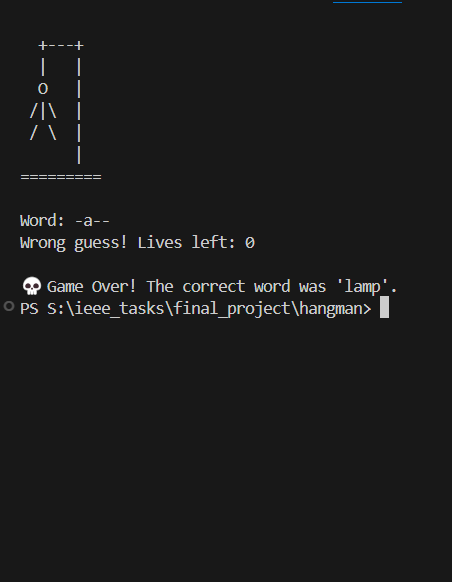 +---+
  |   |
  O   |
 /|\  |
 / \  |
      |
=========
Word: -a--
Wrong guess! Lives left: 0
💀 Game Over! The correct word was 'lamp'.
PS S:\ieee_tasks\final_project\hangman>